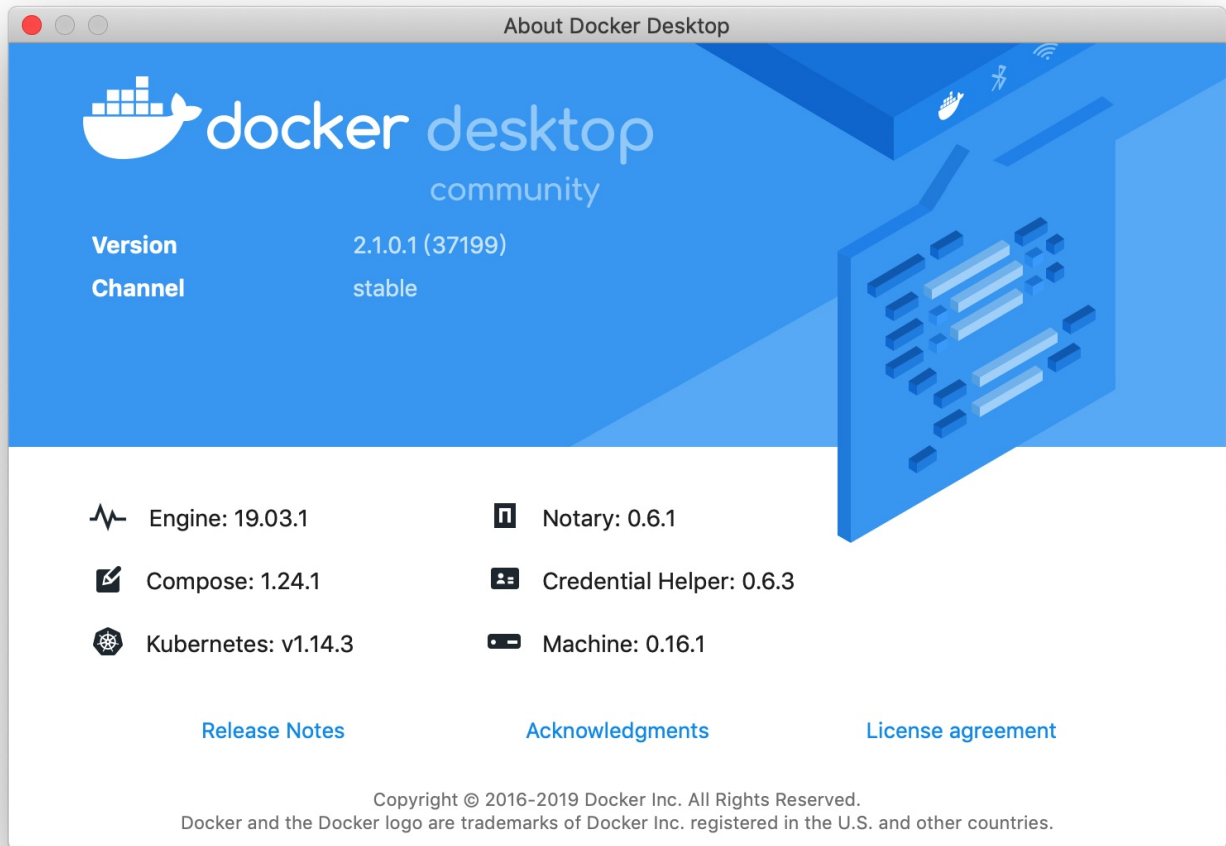 About Docker Desktop
docker desktop
community
Version 2.1.0.1 (37199)
Channel stable
Engine: 19.03.1
Notary: 0.6.1
Compose: 1.24.1
Credential Helper: 0.6.3
Kubernetes: v1.14.3
Machine: 0.16.1
Release Notes
Acknowledgments
License agreement
Copyright © 2016-2019 Docker Inc. All Rights Reserved.
Docker and the Docker logo are trademarks of Docker Inc. registered in the U.S. and other countries.